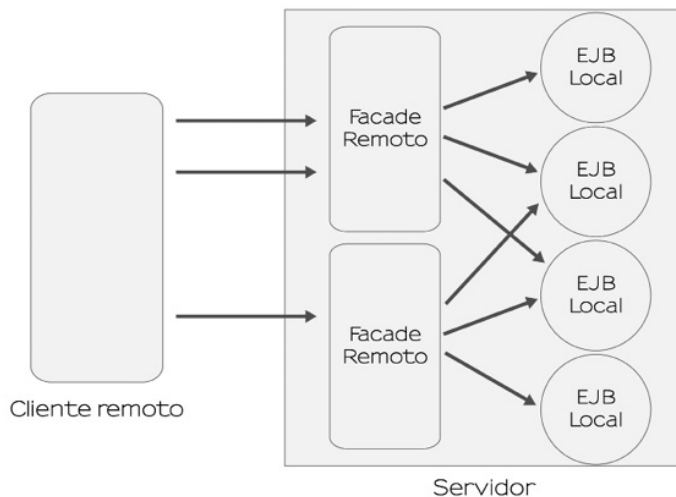 Cliente remoto
Facade
Remoto
Facade
Remoto
EJB
Local
EJB
Local
EJB
Local
EJB
Local
Servidor